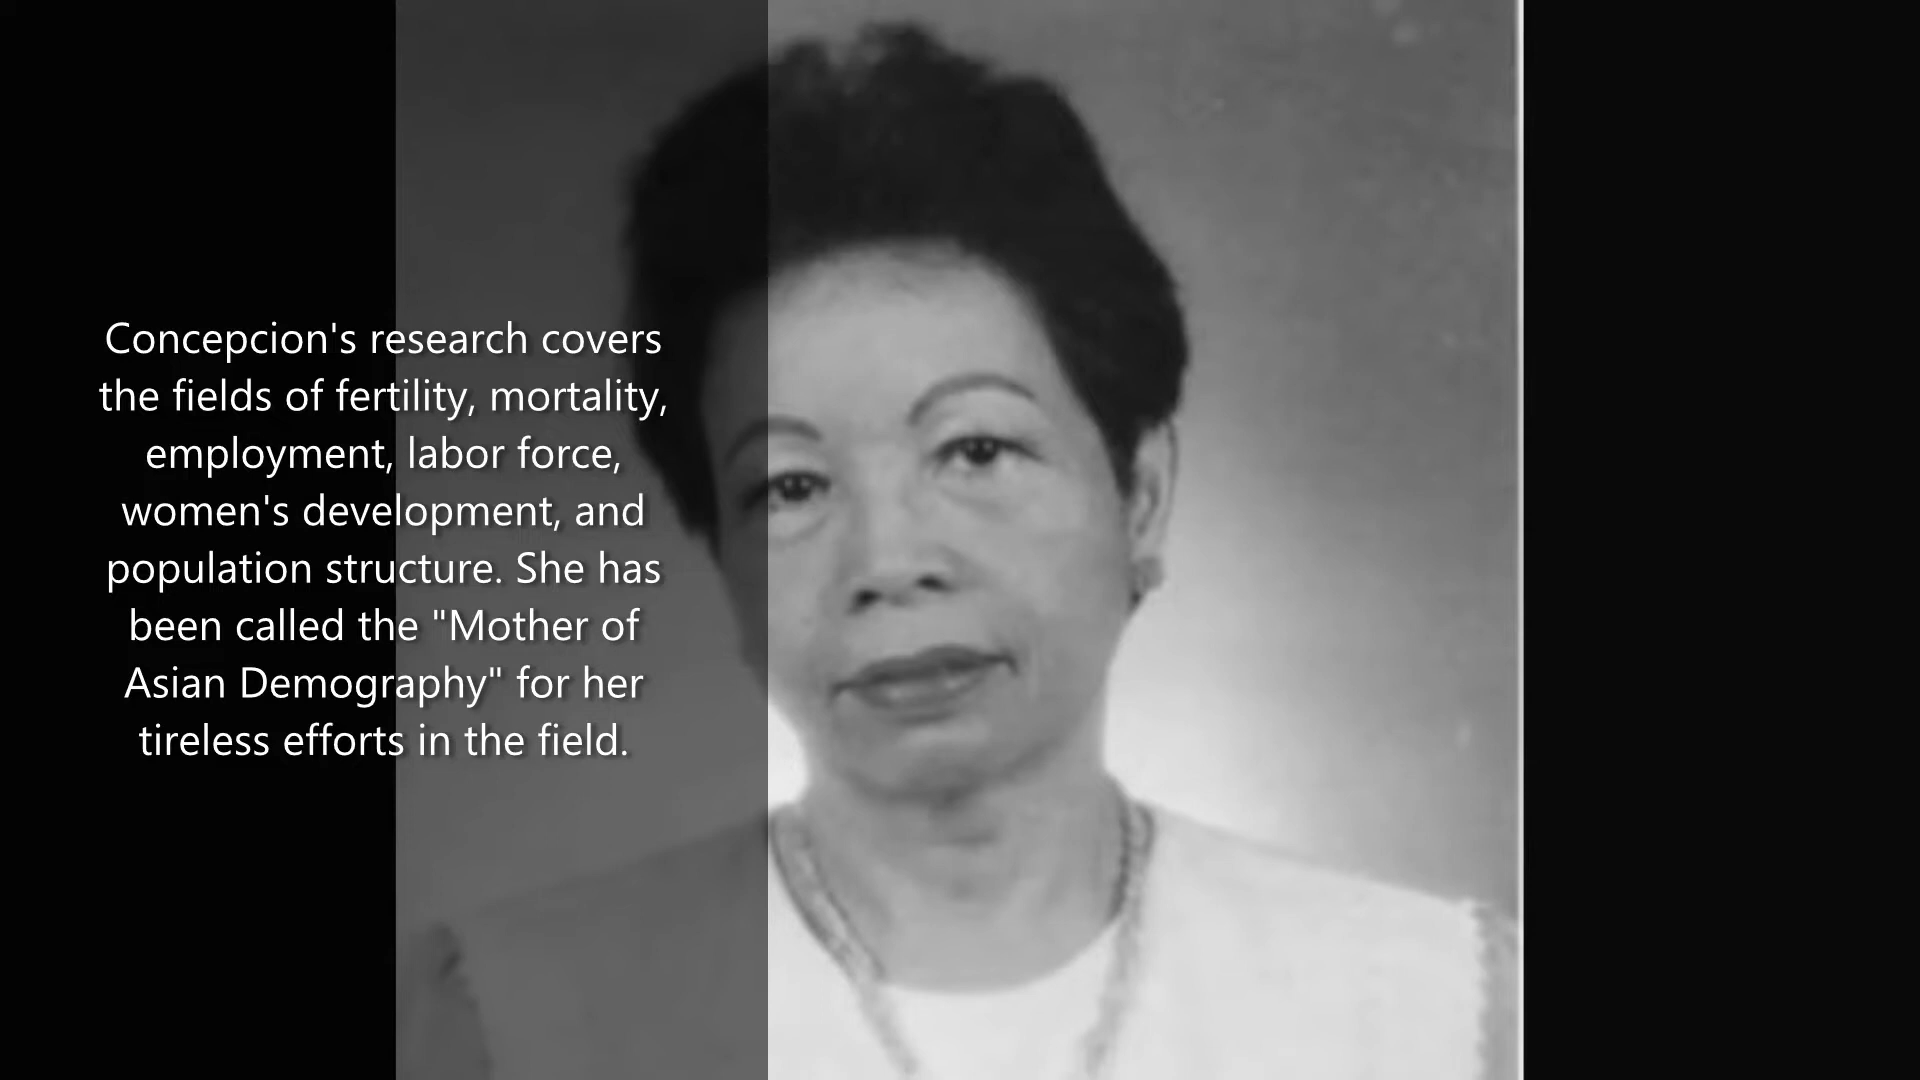 Concepcion's research covers
the fields of fertility, mortality,
employment, labor force,
women's development, and
population structure. She has
been called the "Mother of
Asian Demography" for her
tireless efforts in the field.